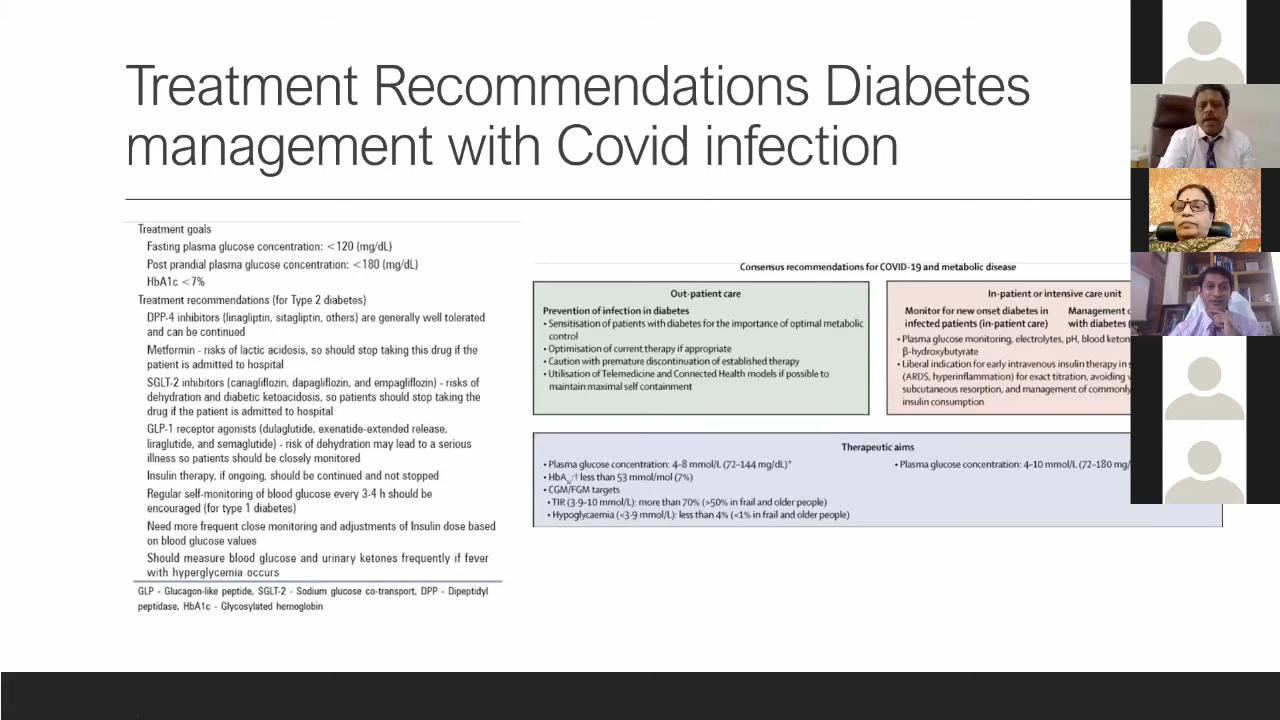 Treatment Recommendations Diabetes
management with Covid infection
Treatment goals
Fasting plasma glucose concentration: <120 (mg/dL)
Post prandial plasma glucose concentration: <180 (mg/dL)
HbA1c <7%
Treatment recommendations (for Type 2 diabetes)
DPP-4 inhibitors (linagliptin, sitagliptin, others) are generally well tolerated
and can be continued
Metformin - risks of lactic acidosis, so should stop taking this drug if the
patient is admitted to hospital
SGLT-2 inhibitors (canagliflozin, dapagliflozin, and empagliflozin) - risks of
dehydration and diabetic ketoacidosis, so patients should stop taking the
drug if the patient is admitted to hospital
GLP-1 receptor agonists (dulaglutide, exenatide-extended release,
liraglutide, and semaglutide) - risk of dehydration may lead to a serious
illness so patients should be closely monitored
Insulin therapy, if ongoing, should be continued and not stopped
Regular self-monitoring of blood glucose every 3-4 h should be
encouraged (for type 1 diabetes)
Need more frequent close monitoring and adjustments of Insulin dose based
on blood glucose values
Should measure blood glucose and urinary ketones frequently if fever
with hyperglycemia occurs
GLP - Glucagon-like peptide, SGLT-2 - Sodium glucose co-transport, DPP - Dipeptidyl
peptidase, HbA1c - Glycosylated hemoglobin
Consensus recommendations for COVID-19 and metabolic disease
Out-patient care
Prevention of infection in diabetes
• Sensitisation of patients with diabetes for the importance of optimal metabolic
control
• Optimisation of current therapy if appropriate
• Caution with premature discontinuation of established therapy
• Utilisation of Telemedicine and Connected Health models if possible to
maintain maximal self containment
In-patient or intensive care unit
Monitor for new onset diabetes in
infected patients (in-patient care)
Management
with diabetes
• Plasma glucose monitoring, electrolytes, pH, blood
β-hydroxybutyrate
• Liberal indication for early intravenous insulin therapy in
(ARDS, hyperinflammation) for exact titration, avoiding
subcutaneous resorption, and management of commonly
insulin consumption
Therapeutic aims
• Plasma glucose concentration: 4–8 mmol/L (72–144 mg/dL)*
• HbA1c:† less than 53 mmol/mol (7%)
• CGM/FGM targets
• TIR (3·9–10 mmol/L): more than 70% (>50% in frail and older people)
• Hypoglycaemia (<3·9 mmol/L): less than 4% (<1% in frail and older people)
• Plasma glucose concentration: 4–10 mmol/L (72–180 mg/